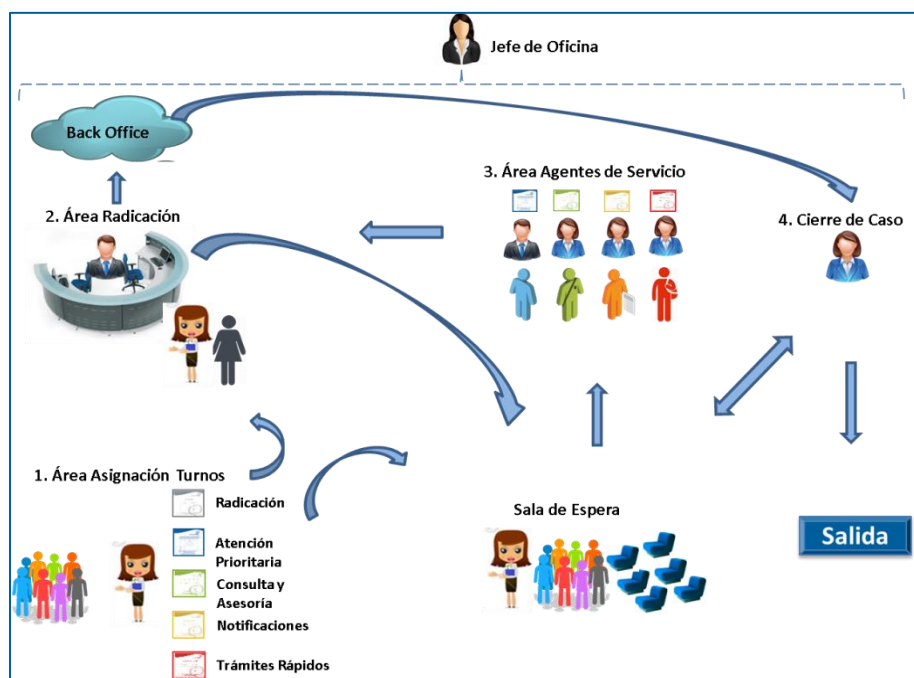 Jefe de Oficina
Back Office
3. Área Agentes de Servicio
2. Área Radicación
4. Cierre de Caso
1. Área Asignación Turnos
Radicación
Atención
Prioritaria
Consulta y
Asesoría
Notificaciones
Trámites Rápidos
Sala de Espera
Salida